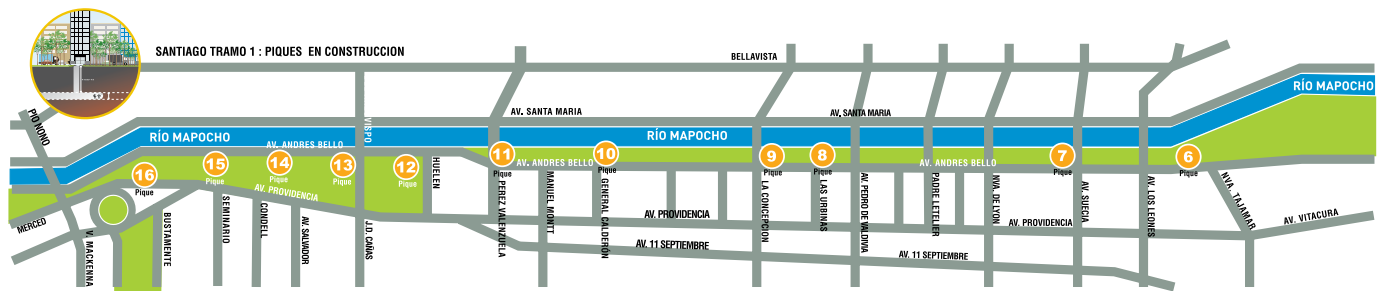 SANTIAGO TRAMO 1 : PIQUES EN CONSTRUCCION
BELLAVISTA
PIO NONO
AV. SANTA MARIA
AV. SANTA MARIA
RÍO MAPOCHO
RÍO MAPOCHO
RÍO MAPOCHO
VISPO
AV. ANDRES BELLO
AV. ANDRES BELLO
AV. ANDRES BELLO
16
Pique
15
Pique
14
Pique
13
Pique
12
Pique
11
Pique
10
Pique
9
Pique
8
Pique
7
Pique
6
Pique
HUELEN
MERCED
V. MACKENNA
BUSTAMENTE
SEMINARIO
CONDELL
AV. SALVADOR
J.D. CAÑAS
AV. PROVIDENCIA
AV. PROVIDENCIA
AV. PROVIDENCIA
PEREZ VALENZUELA
MANUEL MONTT
GENERAL CALDERÓN
LA CONCEPCION
LAS URBINAS
AV. PEDRO DE VALDIVIA
PADRE LETELIER
NVA. DE LYON
AV. SUECIA
AV. LOS LEONES
NVA. TAJAMAR
AV. VITACURA
AV. 11 SEPTIEMBRE
AV. 11 SEPTIEMBRE